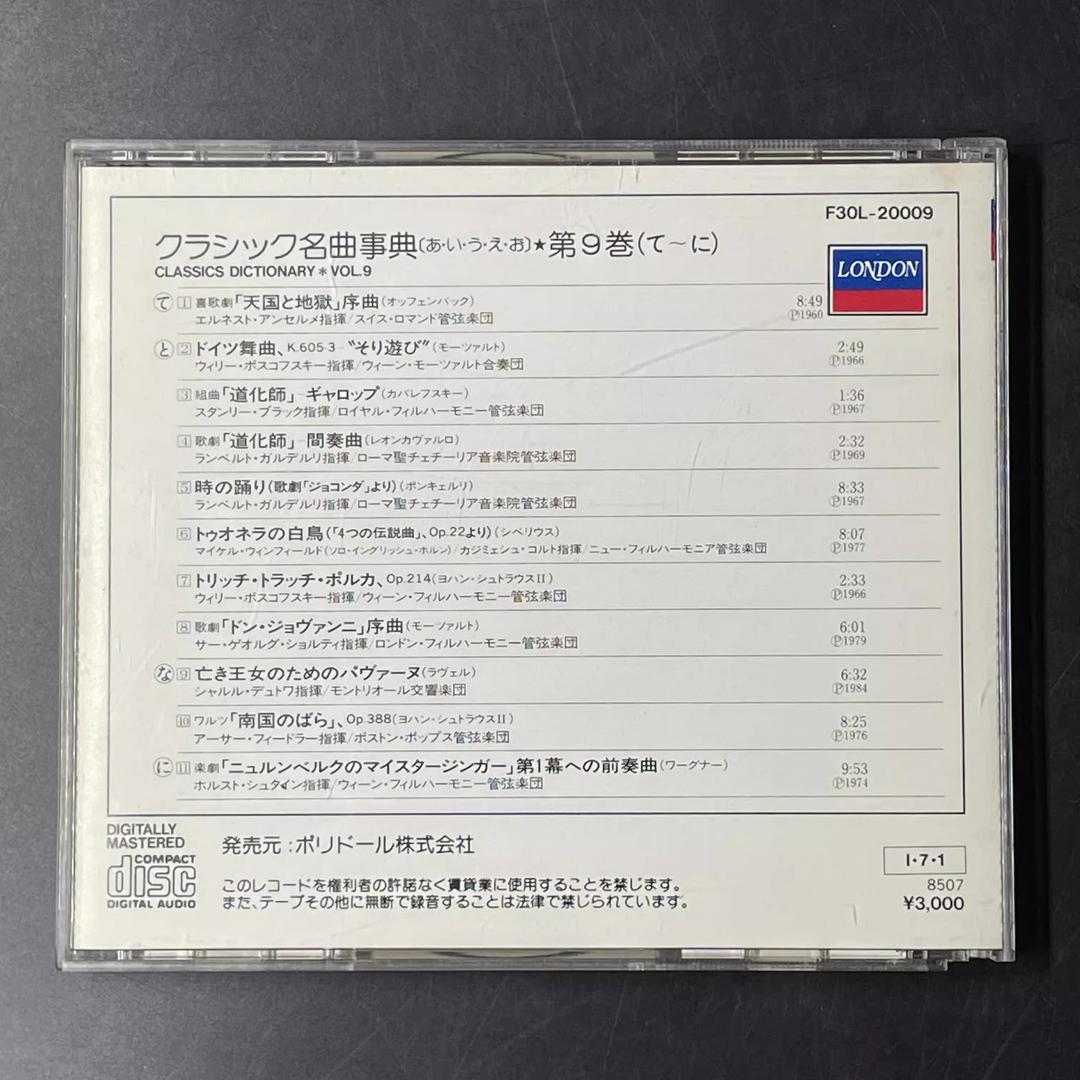 F30L-20009
クラシック名曲事典〔あ・い・う・え・お〕★第9巻(て〜に)
CLASSICS DICTIONARY*VOL.9
LONDON
て 1 喜歌劇「天国と地獄」序曲(オッフェンバック) 8:49
エルネスト・アンセルメ指揮/スイス・ロマンド管弦楽団 Ⓟ1960
と 2 ドイツ舞曲、K.605-3-“そり遊び”(モーツァルト) 2:49
ウィリー・ボスコフスキー指揮/ウィーン・モーツァルト合奏団 Ⓟ1966
3 組曲「道化師」-ギャロップ(カバレフスキー) 1:36
スタンリー・ブラック指揮/ロイヤル・フィルハーモニー管弦楽団 Ⓟ1967
4 歌劇「道化師」-間奏曲(レオンカヴァルロ) 2:32
ランベルト・ガルデルリ指揮/ローマ聖チェチーリア音楽院管弦楽団 Ⓟ1969
5 時の踊り(歌劇「ジョコンダ」より)(ポンキェルリ) 8:33
ランベルト・ガルデルリ指揮/ローマ聖チェチーリア音楽院管弦楽団 Ⓟ1967
6 トゥオネラの白鳥(「4つの伝説曲」、Op.22より)(シベリウス) 8:07
マイケル・ウィンフィールド(ソロ・イングリッシュ・ホルン)/カジミェシュ・コルト指揮/ニュー・フィルハーモニア管弦楽団 Ⓟ1977
7 トリッチ・トラッチ・ポルカ、Op.214(ヨハン・シュトラウスII) 2:33
ウィリー・ボスコフスキー指揮/ウィーン・フィルハーモニー管弦楽団 Ⓟ1966
8 歌劇「ドン・ジョヴァンニ」序曲(モーツァルト) 6:01
サー・ゲオルグ・ショルティ指揮/ロンドン・フィルハーモニー管弦楽団 Ⓟ1979
な 9 亡き王女のためのパヴァーヌ(ラヴェル) 6:32
シャルル・デュトワ指揮/モントリオール交響楽団 Ⓟ1984
10 ワルツ「南国のばら」、Op.388(ヨハン・シュトラウスII) 8:25
アーサー・フィードラー指揮/ボストン・ポップス管弦楽団 Ⓟ1976
に 11 楽劇「ニュルンベルクのマイスタージンガー」第1幕への前奏曲(ワーグナー) 9:53
ホルスト・シュタイン指揮/ウィーン・フィルハーモニー管弦楽団 Ⓟ1974
DIGITALLY
MASTERED
COMPACT
disc
DIGITAL AUDIO
発売元:ポリドール株式会社
このレコードを権利者の許諾なく賃貸業に使用することを禁じます。
また、テープその他に無断で録音することは法律で禁じられています。
I・7・1
8507
¥3,000